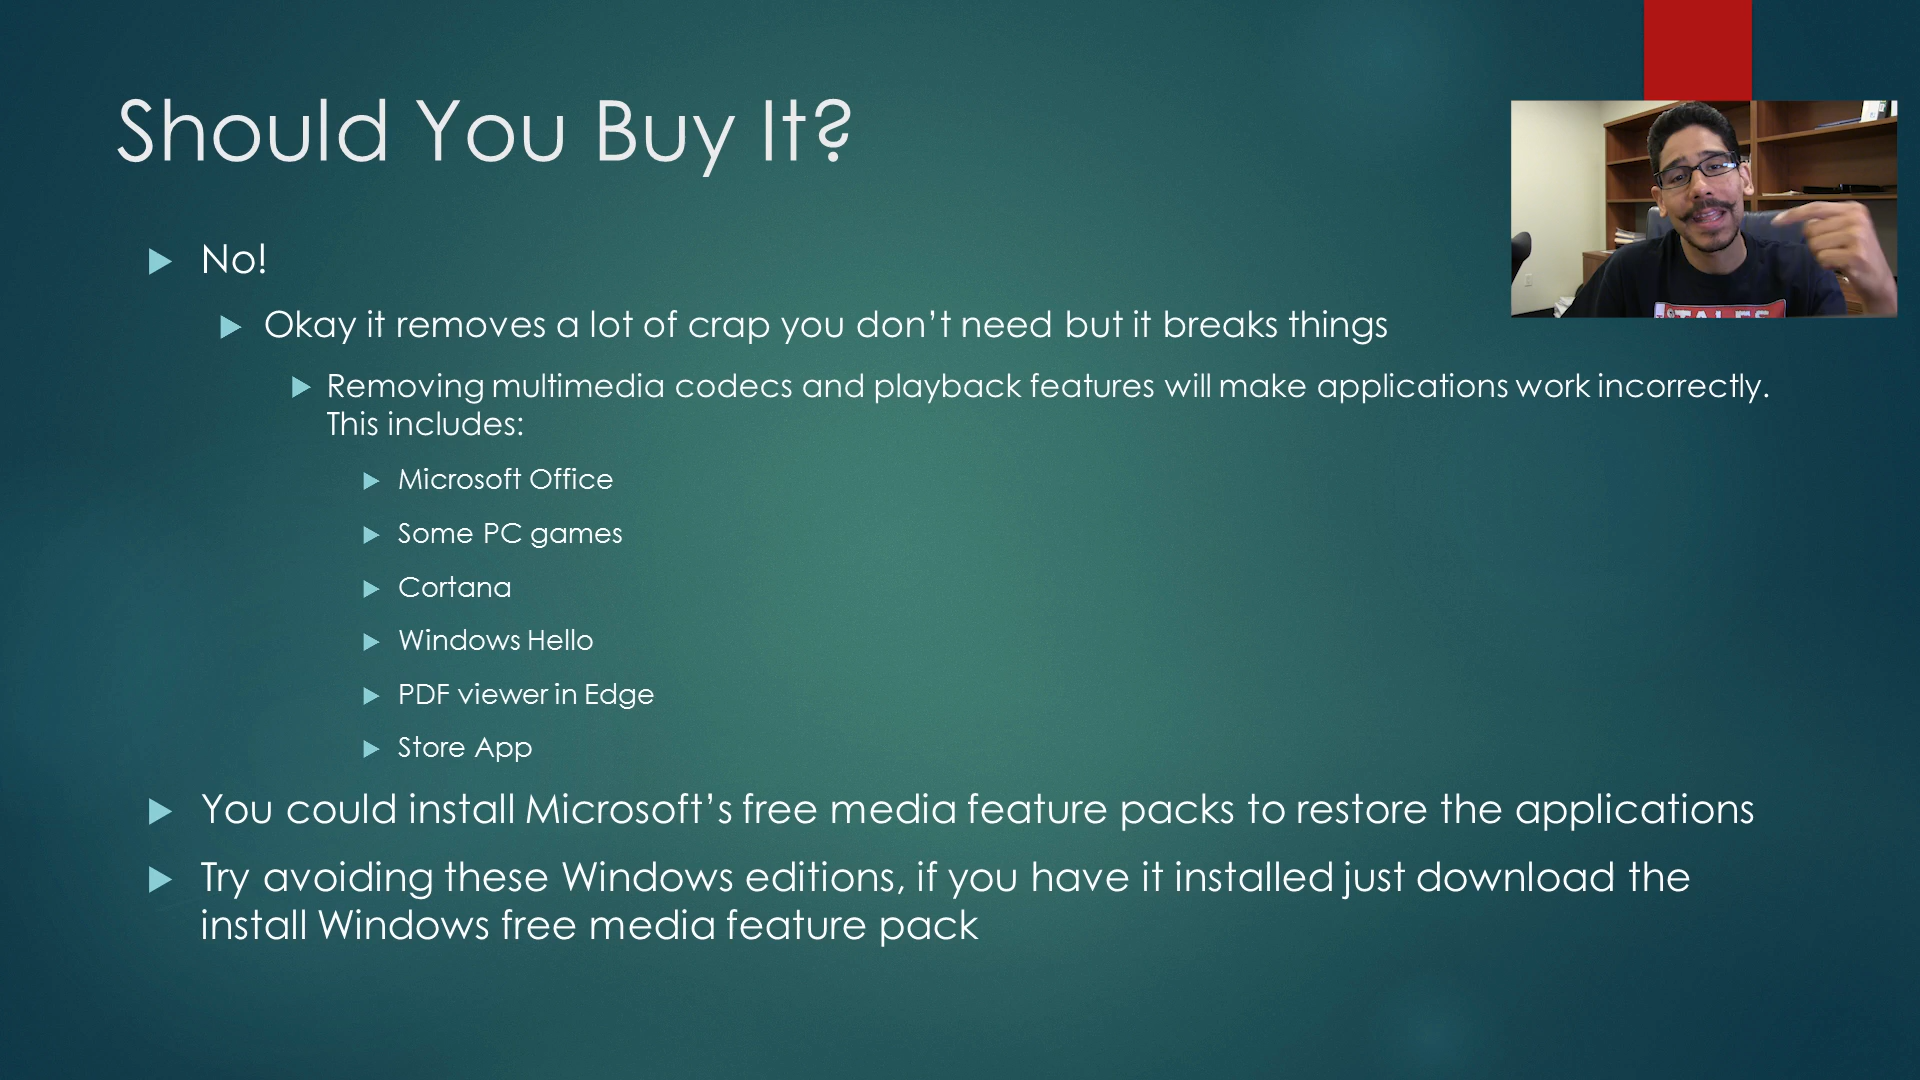 Should You Buy It?
No!
Okay it removes a lot of crap you don’t need but it breaks things
Removing multimedia codecs and playback features will make applications work incorrectly.
This includes:
Microsoft Office
Some PC games
Cortana
Windows Hello
PDF viewer in Edge
Store App
You could install Microsoft’s free media feature packs to restore the applications
Try avoiding these Windows editions, if you have it installed just download the
install Windows free media feature pack
TALES